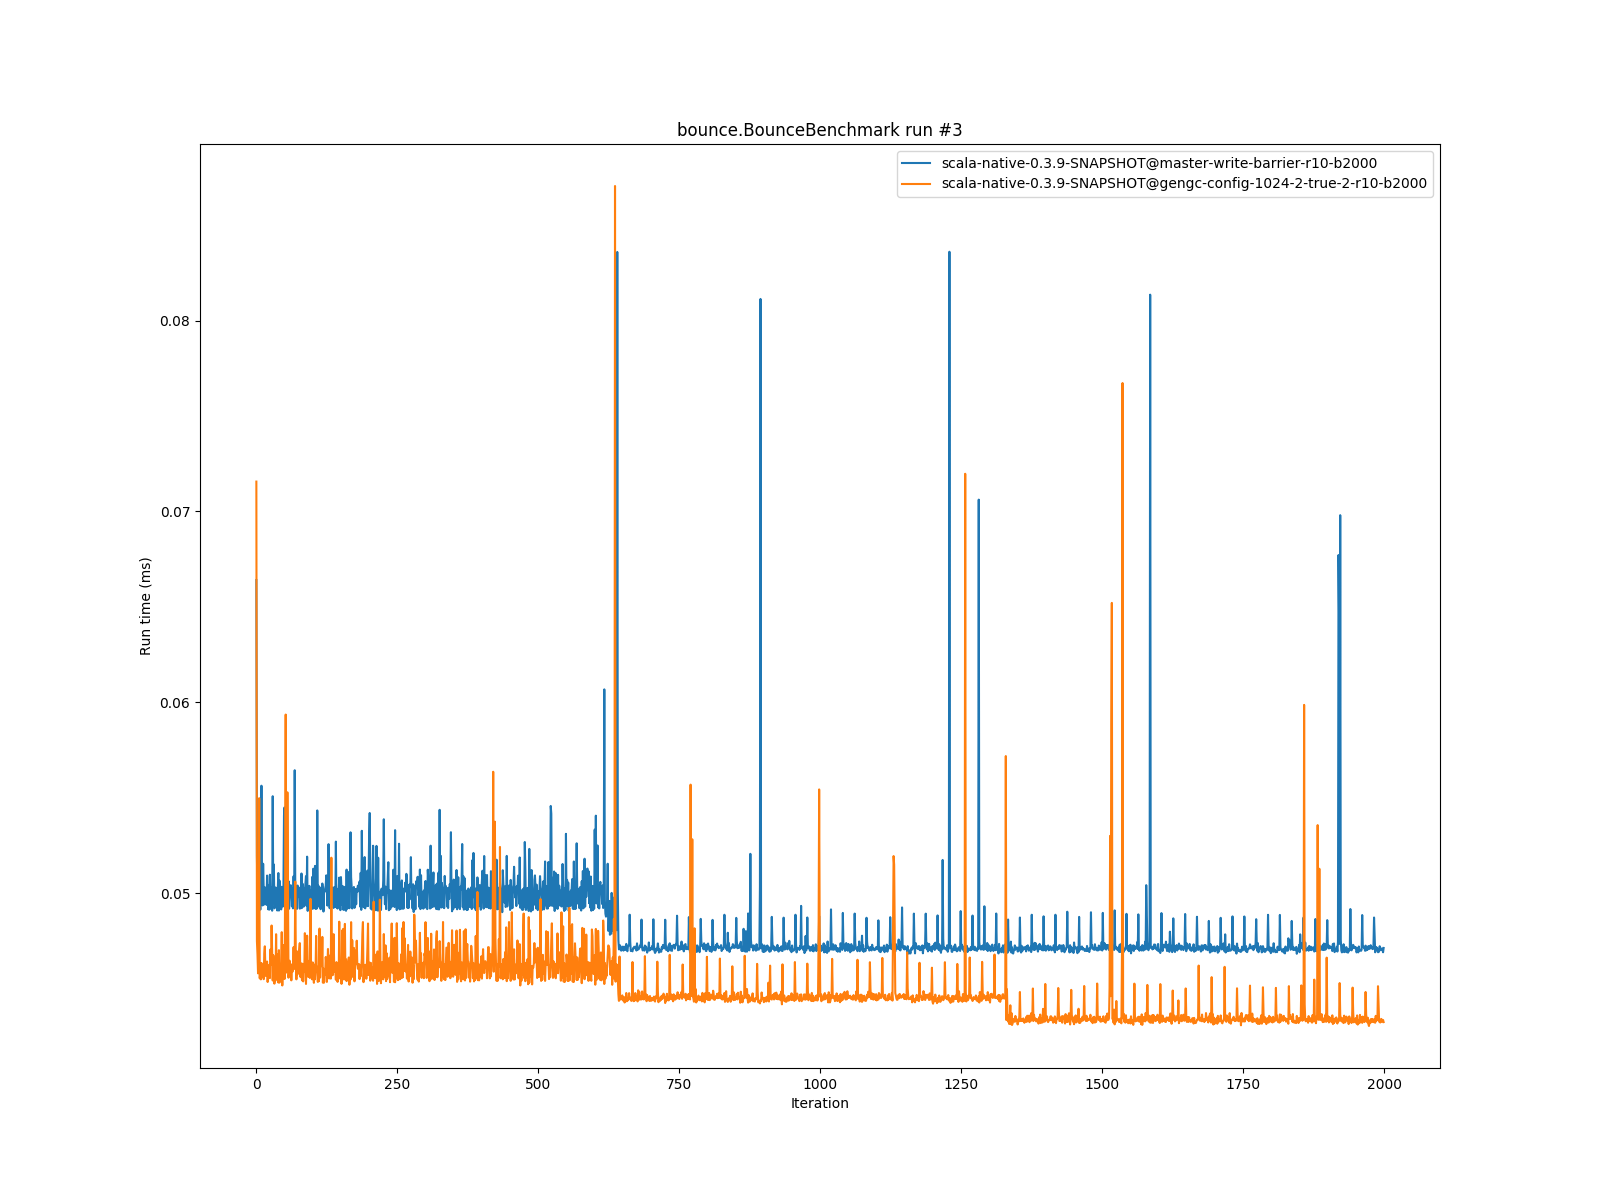 bounce.BounceBenchmark run #3
scala-native-0.3.9-SNAPSHOT@master-write-barrier-r10-b2000
scala-native-0.3.9-SNAPSHOT@gengc-config-1024-2-true-2-r10-b2000
0.08
0.07
0.06
0.05
Run time (ms)
0 250 500 750 1000 1250 1500 1750 2000
Iteration